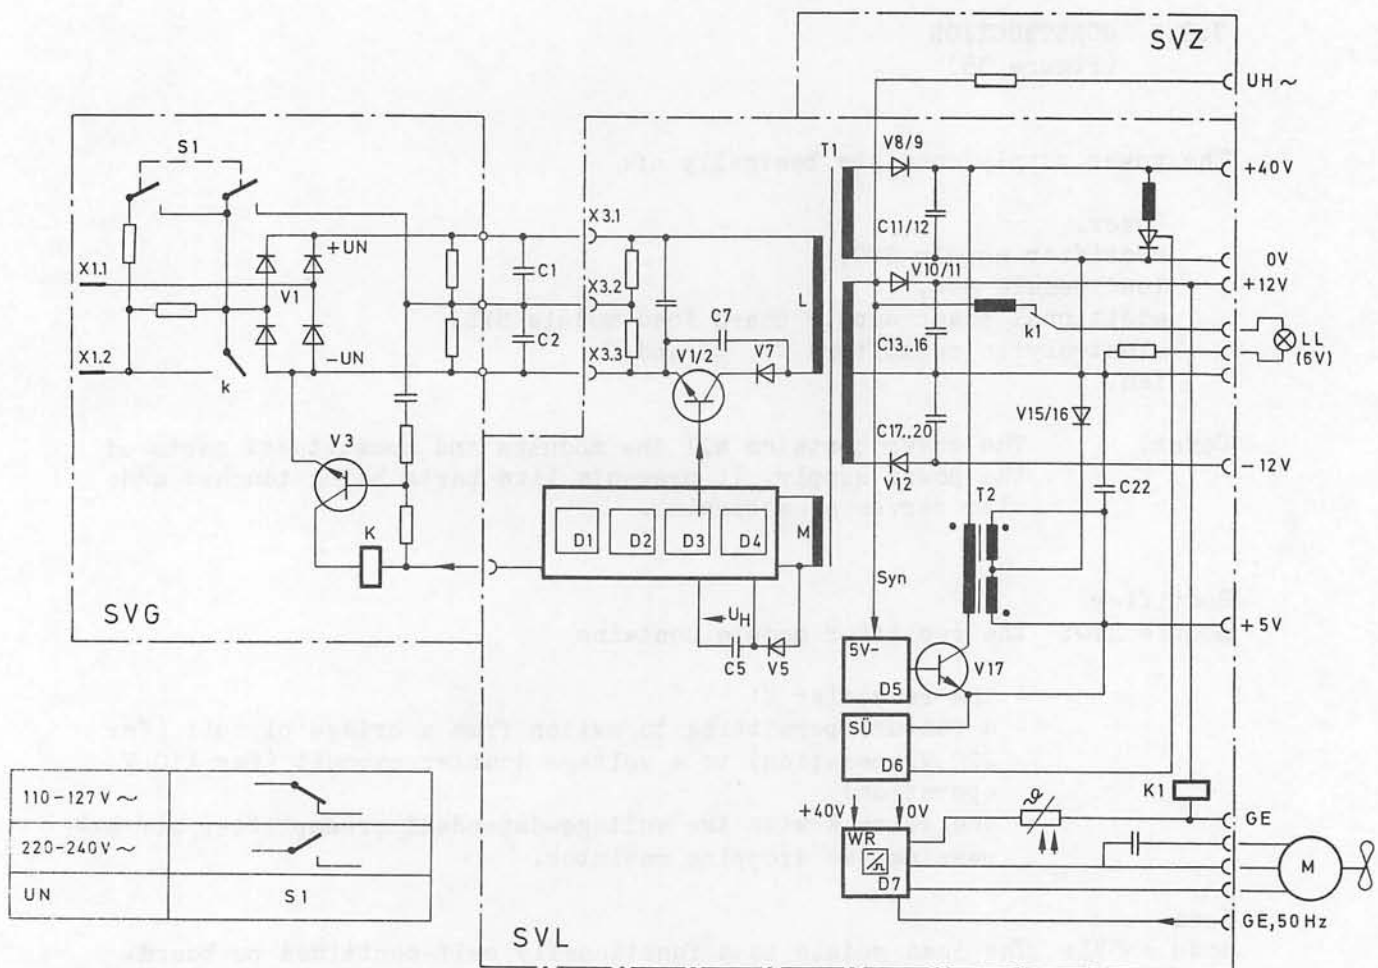 SVZ
UH ~
S1
T1
V8/9
+40V
X3.1
C11/12
+UN
0V
V10/11
X1.1
C1
+12V
V1
X3.2
L
k1
C7
C13..16
LL
(6V)
C2
-UN
X1.2
X3.3
V1/2
V7
k
V15/16
C17..20
V3
-12V
V12
C22
T2
K
D1
D2
D3
D4
M
Syn
SVG
UH
+5V
C5
V5
5V-
V17
D5
SÜ
D6
K1
110-127V ~
+40V
0V
ϑ
GE
220-240V ~
WR
M
D7
UN
S1
GE, 50Hz
SVL